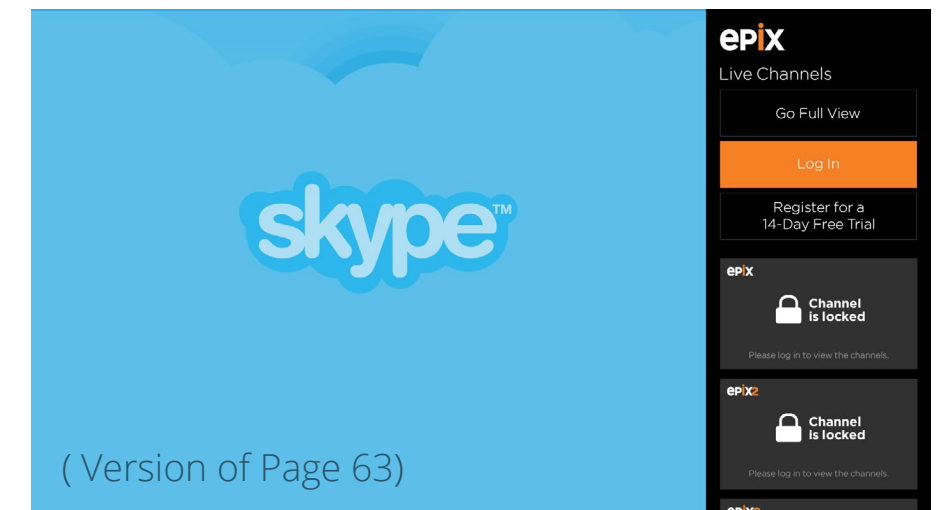 skype™
(Version of Page 63)
epix
Live Channels
Go Full View
Log In
Register for a
14-Day Free Trial
epix
Channel
is locked
Please log in to view the channels.
epix2
Channel
is locked
Please log in to view the channels.